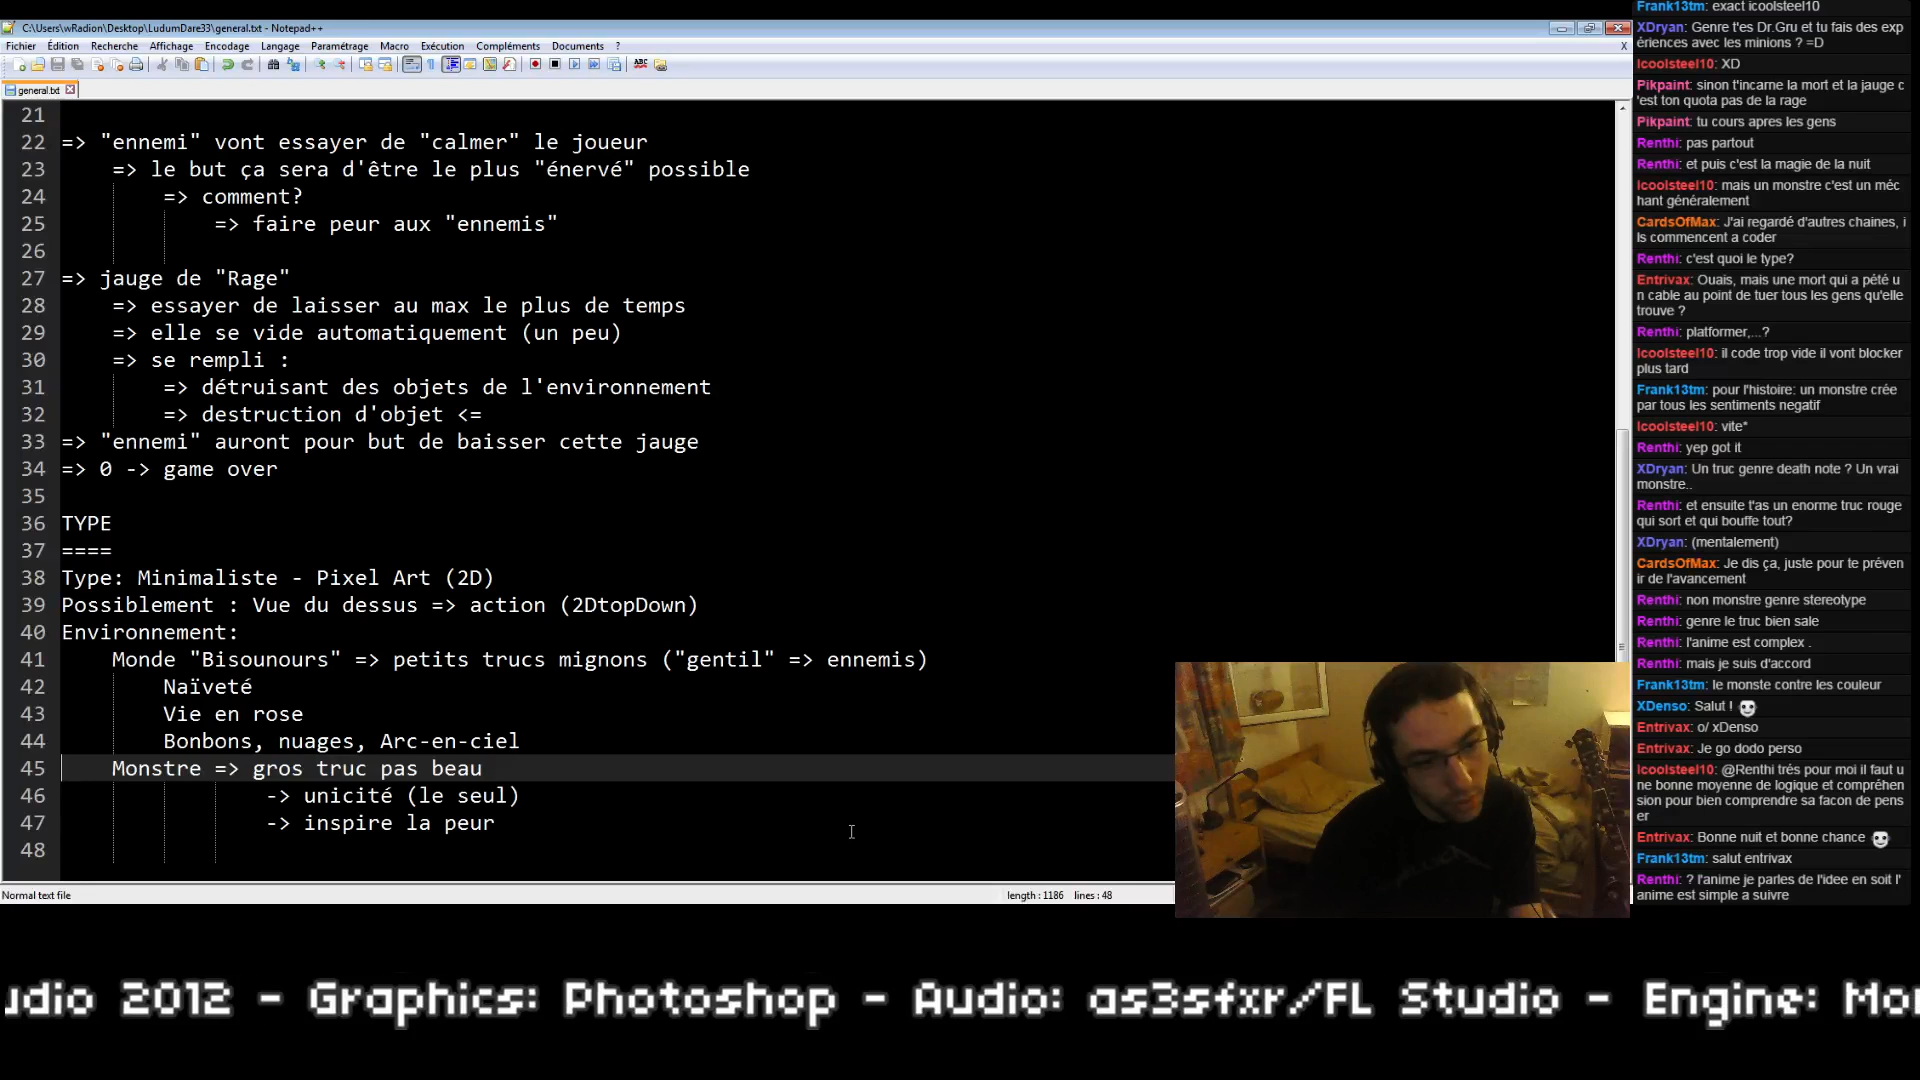 C:\Users\wRadion\Desktop\LudumDare33\general.txt - Notepad++
Fichier Édition Recherche Affichage Encodage Langage Paramétrage Macro Exécution Compléments Documents ? X
general.txt
21
22 => "ennemi" vont essayer de "calmer" le joueur
23 => le but ça sera d'être le plus "énervé" possible
24 => comment?
25 => faire peur aux "ennemis"
26
27 => jauge de "Rage"
28 => essayer de laisser au max le plus de temps
29 => elle se vide automatiquement (un peu)
30 => se rempli :
31 => détruisant des objets de l'environnement
32 => destruction d'objet <=
33 => "ennemi" auront pour but de baisser cette jauge
34 => 0 -> game over
35
36 TYPE
37 ====
38 Type: Minimaliste - Pixel Art (2D)
39 Possiblement : Vue du dessus => action (2DtopDown)
40 Environnement:
41 Monde "Bisounours" => petits trucs mignons ("gentil" => ennemis)
42 Naïveté
43 Vie en rose
44 Bonbons, nuages, Arc-en-ciel
45 Monstre => gros truc pas beau
46 -> unicité (le seul)
47 -> inspire la peur
48
Normal text file
length : 1186 lines : 48
Frank13tm: exact icoolsteel10
XDryan: Genre t'es Dr.Gru et tu fais des exp
ériences avec les minions ? =D
Icoolsteel10: XD
Pikpaint: sinon t'incarne la mort et la jauge c
'est ton quota pas de la rage
Pikpaint: tu cours apres les gens
Renthi: pas partout
Renthi: et puis c'est la magie de la nuit
Icoolsteel10: mais un monstre c'est un méc
hant généralement
CardsOfMax: J'ai regardé d'autres chaines, i
ls commencent a coder
Renthi: c'est quoi le type?
Entrivax: Ouais, mais une mort qui a pété u
n cable au point de tuer tous les gens qu'elle
trouve ?
Renthi: platformer,...?
Icoolsteel10: il code trop vide il vont blocker
plus tard
Frank13tm: pour l'histoire: un monstre crée
par tous les sentiments negatif
Icoolsteel10: vite*
Renthi: yep got it
XDryan: Un truc genre death note ? Un vrai
monstre..
Renthi: et ensuite t'as un enorme truc rouge
qui sort et qui bouffe tout?
XDryan: (mentalement)
CardsOfMax: Je dis ça, juste pour te préven
ir de l'avancement
Renthi: non monstre genre stereotype
Renthi: genre le truc bien sale
Renthi: l'anime est complex .
Renthi: mais je suis d'accord
Frank13tm: le monste contre les couleur
XDenso: Salut !
Entrivax: o/ xDenso
Entrivax: Je go dodo perso
Icoolsteel10: @Renthi très pour moi il faut u
ne bonne moyenne de logique et compréhen
sion pour bien comprendre sa facon de pens
er
Entrivax: Bonne nuit et bonne chance
Frank13tm: salut entrivax
Renthi: ? l'anime je parles de l'idee en soit l'
anime est simple a suivre
udio 2012 - Graphics: Photoshop - Audio: as3sfxr/FL Studio - Engine: Mo